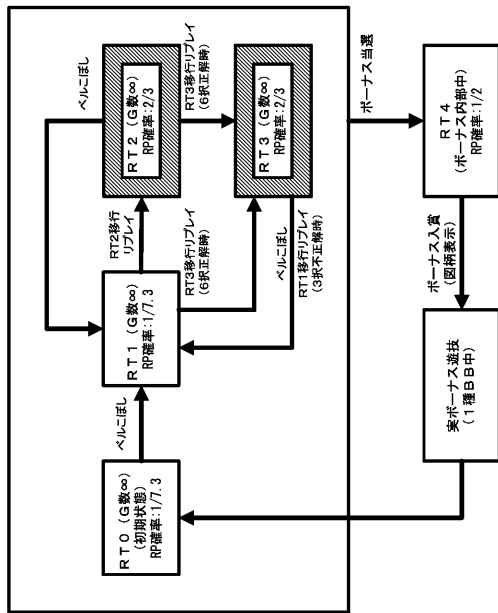 RT0 (G数∞)
(初期状態)
RP確率:1/7.3
ベルこぼし
RT1 (G数∞)
RP確率:1/7.3
ベルこぼし
RT2移行
リプレイ
RT2 (G数∞)
RP確率:2/3
RT3移行リプレイ
(6択正解時)
RT3移行リプレイ
(6択正解時)
RT3 (G数∞)
RP確率:2/3
ベルこぼし
RT1移行リプレイ
(3択不正解時)
ボーナス当選
RT4
(ボーナス内部中)
RP確率:1/2
ボーナス入賞
(図柄表示)
実ボーナス遊技
(1種BB中)